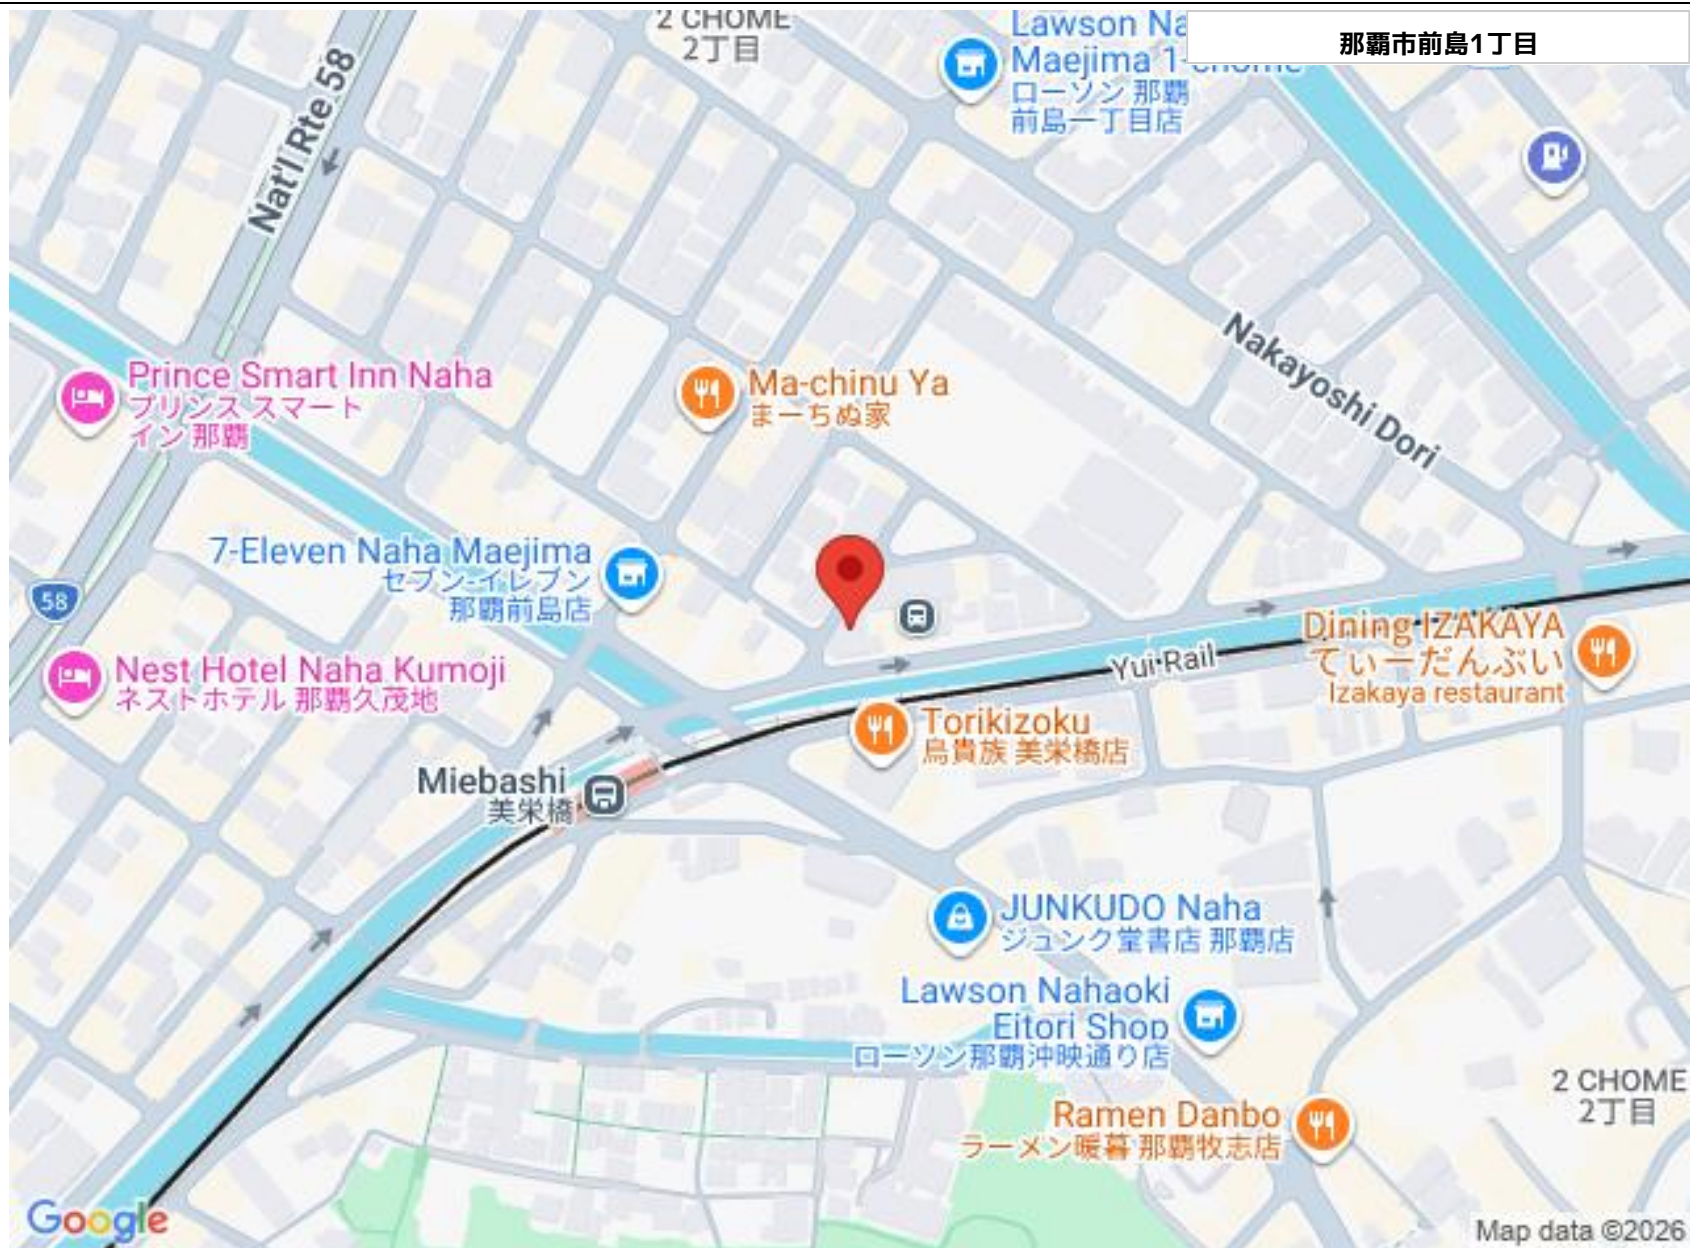 2 CHOME
2丁目
Lawson Na
Maejima 1-chome
ローソン 那覇
前島一丁目店
那覇市前島1丁目
Nat'l Rte 58
Prince Smart Inn Naha
プリンス スマート
イン 那覇
Ma-chinu Ya
まーちぬ家
Nakayoshi Dori
7-Eleven Naha Maejima
セブン-イレブン
那覇前島店
58
Nest Hotel Naha Kumoji
ネストホテル 那覇久茂地
Yui Rail
Dining IZAKAYA
てぃーだんぶい
Izakaya restaurant
Torikizoku
鳥貴族 美栄橋店
Miebashi
美栄橋
JUNKUDO Naha
ジュンク堂書店 那覇店
Lawson Nahaoki
Eitori Shop
ローソン那覇沖映通り店
2 CHOME
2丁目
Ramen Danbo
ラーメン暖暮 那覇牧志店
Google
Map data ©2026